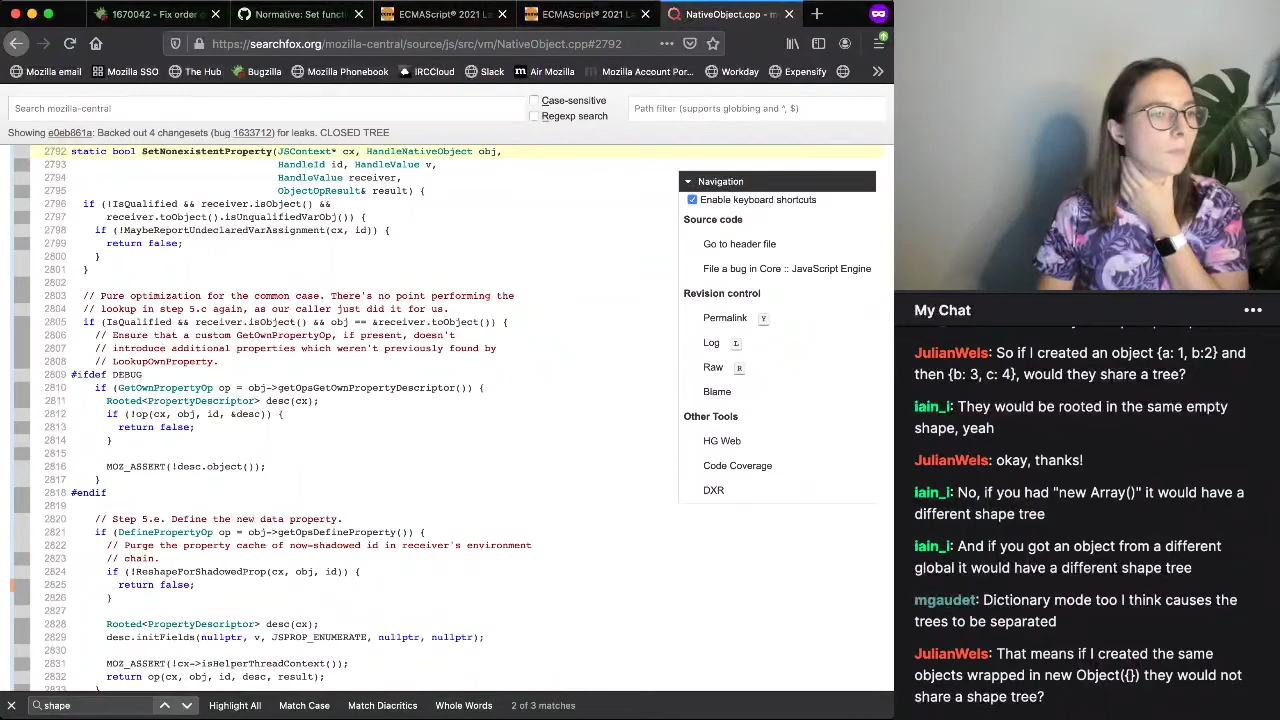 1670042 - Fix order
Normative: Set funct
ECMAScript® 2021 La
ECMAScript® 2021 La
NativeObject.cpp - m
https://searchfox.org/mozilla-central/source/js/src/vm/NativeObject.cpp#2792
Mozilla email
Mozilla SSO
The Hub
Bugzilla
Mozilla Phonebook
IRCCloud
Slack
Air Mozilla
Mozilla Account Por...
Workday
Expensify
Search mozilla-central
Case-sensitive
Regexp search
Path filter (supports globbing and ^, $)
Showing e0eb861a: Backed out 4 changesets (bug 1633712) for leaks. CLOSED TREE
2792 static bool SetNonexistentProperty(JSContext* cx, HandleNativeObject obj,
2793 HandleId id, HandleValue v,
2794 HandleValue receiver,
2795 ObjectOpResult& result) {
2796 if (!IsQualified && receiver.isObject() &&
2797 receiver.toObject().isUnqualifiedVarObj()) {
2798 if (!MaybeReportUndeclaredVarAssignment(cx, id)) {
2799 return false;
2800 }
2801 }
2802
2803 // Pure optimization for the common case. There's no point performing the
2804 // lookup in step 5.c again, as our caller just did it for us.
2805 if (IsQualified && receiver.isObject() && obj == &receiver.toObject()) {
2806 // Ensure that a custom GetOwnPropertyOp, if present, doesn't
2807 // introduce additional properties which weren't previously found by
2808 // LookupOwnProperty.
2809 #ifdef DEBUG
2810 if (GetOwnPropertyOp op = obj->getOpsGetOwnPropertyDescriptor()) {
2811 Rooted<PropertyDescriptor> desc(cx);
2812 if (!op(cx, obj, id, &desc)) {
2813 return false;
2814 }
2815
2816 MOZ_ASSERT(!desc.object());
2817 }
2818 #endif
2819
2820 // Step 5.e. Define the new data property.
2821 if (DefinePropertyOp op = obj->getOpsDefineProperty()) {
2822 // Purge the property cache of now-shadowed id in receiver's environment
2823 // chain.
2824 if (!ReshapeForShadowedProp(cx, obj, id)) {
2825 return false;
2826 }
2827
2828 Rooted<PropertyDescriptor> desc(cx);
2829 desc.initFields(nullptr, v, JSPROP_ENUMERATE, nullptr, nullptr);
2830
2831 MOZ_ASSERT(!cx->isHelperThreadContext());
2832 return op(cx, obj, id, desc, result);
2833 }
Navigation
Enable keyboard shortcuts
Source code
Go to header file
File a bug in Core :: JavaScript Engine
Revision control
Permalink Y
Log L
Raw R
Blame
Other Tools
HG Web
Code Coverage
DXR
shape
Highlight All
Match Case
Match Diacritics
Whole Words
2 of 3 matches
My Chat
JulianWels: So if I created an object {a: 1, b:2} and
then {b: 3, c: 4}, would they share a tree?
iain_i: They would be rooted in the same empty
shape, yeah
JulianWels: okay, thanks!
iain_i: No, if you had "new Array()" it would have a
different shape tree
iain_i: And if you got an object from a different
global it would have a different shape tree
mgaudet: Dictionary mode too I think causes the
trees to be separated
JulianWels: That means if I created the same
objects wrapped in new Object({}) they would not
share a shape tree?